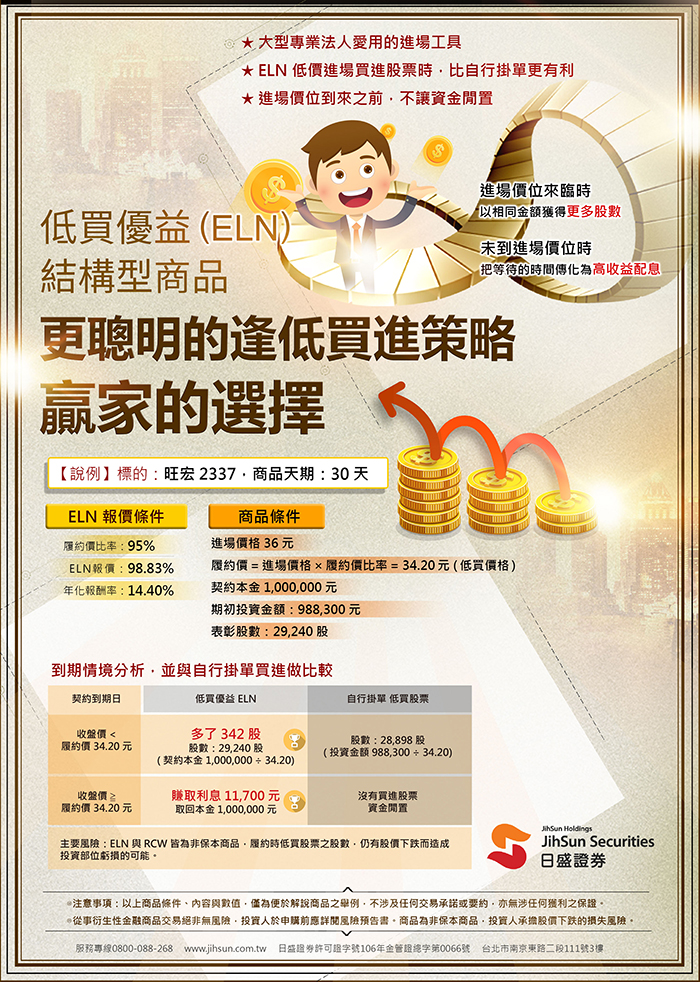 ★ 大型專業法人愛用的進場工具
★ ELN 低價進場買進股票時，比自行掛單更有利
★ 進場價位到來之前，不讓資金閒置
進場價位來臨時
以相同金額獲得更多股數
未到進場價位時
把等待的時間傳化為高收益配息
低買優益 (ELN)
結構型商品
更聰明的逢低買進策略
贏家的選擇
【說例】標的：旺宏 2337，商品天期：30 天
ELN 報價條件
履約價比率：95%
ELN報價：98.83%
年化報酬率：14.40%
商品條件
進場價格 36 元
履約價 = 進場價格 × 履約價比率 = 34.20 元 ( 低買價格 )
契約本金 1,000,000 元
期初投資金額：988,300 元
表彰股數：29,240 股
到期情境分析，並與自行掛單買進做比較
契約到期日
低買優益 ELN
自行掛單 低買股票
收盤價 <
履約價 34.20 元
多了 342 股
股數：29,240 股
( 契約本金 1,000,000 ÷ 34.20)
股數：28,898 股
( 投資金額 988,300 ÷ 34.20)
收盤價 ≧
履約價 34.20 元
賺取利息 11,700 元
取回本金 1,000,000 元
沒有買進股票
資金閒置
主要風險：ELN 與 RCW 皆為非保本商品，履約時低買股票之股數，仍有股價下跌而造成
投資部位虧損的可能。
JihSun Holdings
JihSun Securities
日盛證券
※注意事項：以上商品條件、內容與數值，僅為便於解說商品之舉例，不涉及任何交易承諾或要約，亦無涉任何獲利之保證。
※從事衍生性金融商品交易絕非無風險，投資人於申購前應詳閱風險預告書。商品為非保本商品，投資人承擔股價下跌的損失風險。
服務專線0800-088-268 www.jihsun.com.tw 日盛證券許可證字號106年金管證總字第0066號 台北市南京東路二段111號3樓